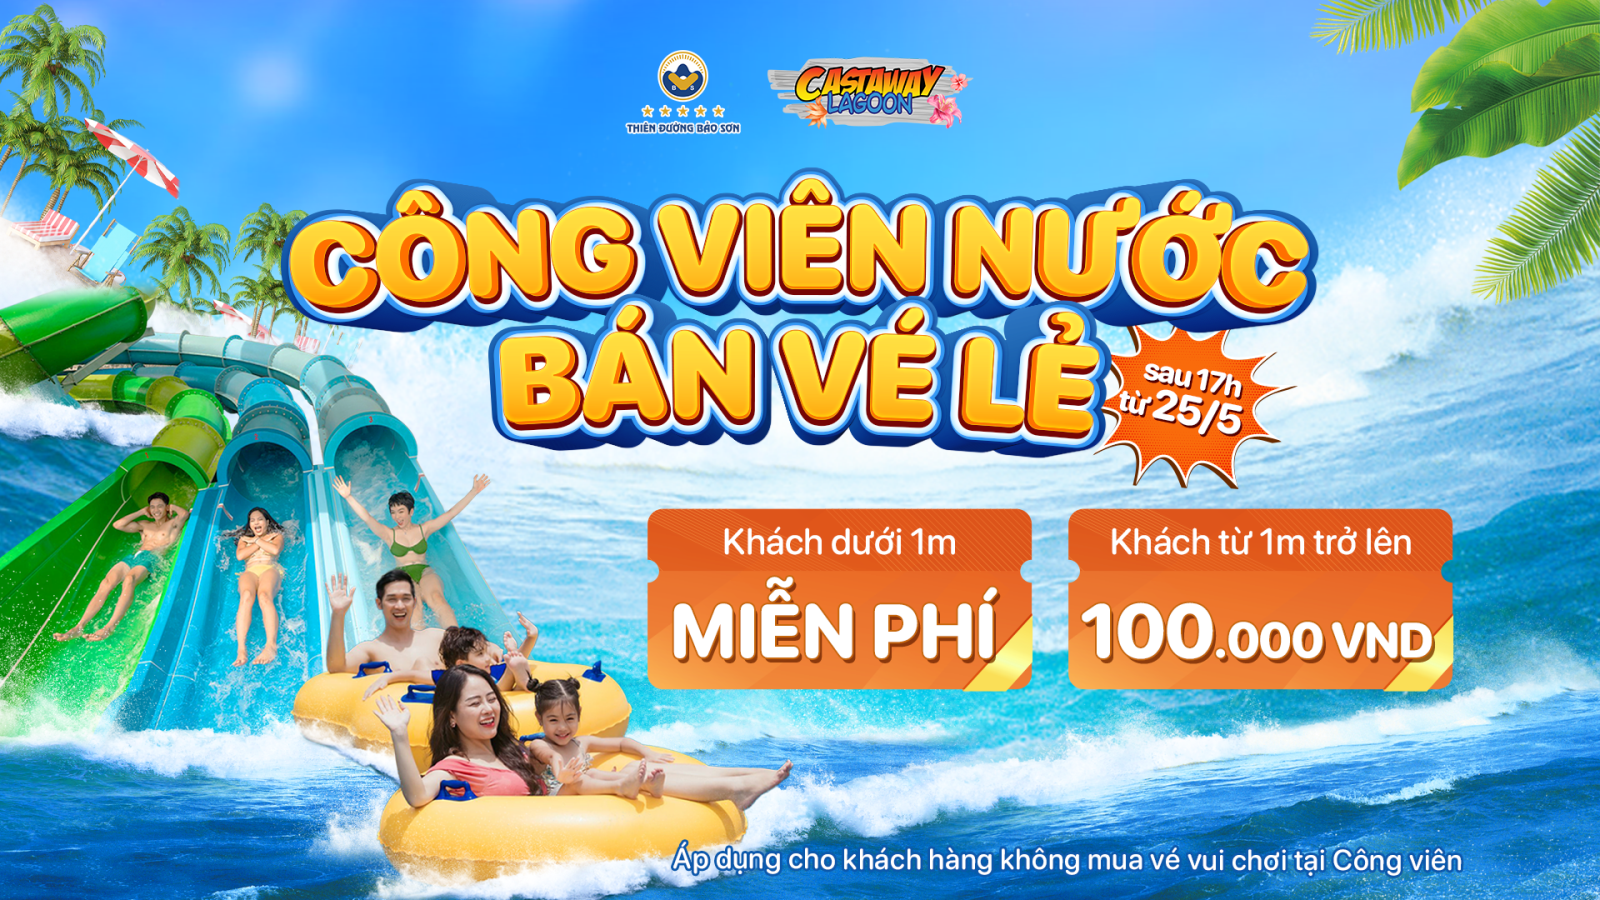 B S
THIÊN ĐƯỜNG BẢO SƠN
CASTAWAY
LAGOON
CÔNG VIÊN NƯỚC
BÁN VÉ LẺ
sau 17h
từ 25/5
Khách dưới 1m
MIỄN PHÍ
Khách từ 1m trở lên
100.000 VND
Áp dụng cho khách hàng không mua vé vui chơi tại Công viên